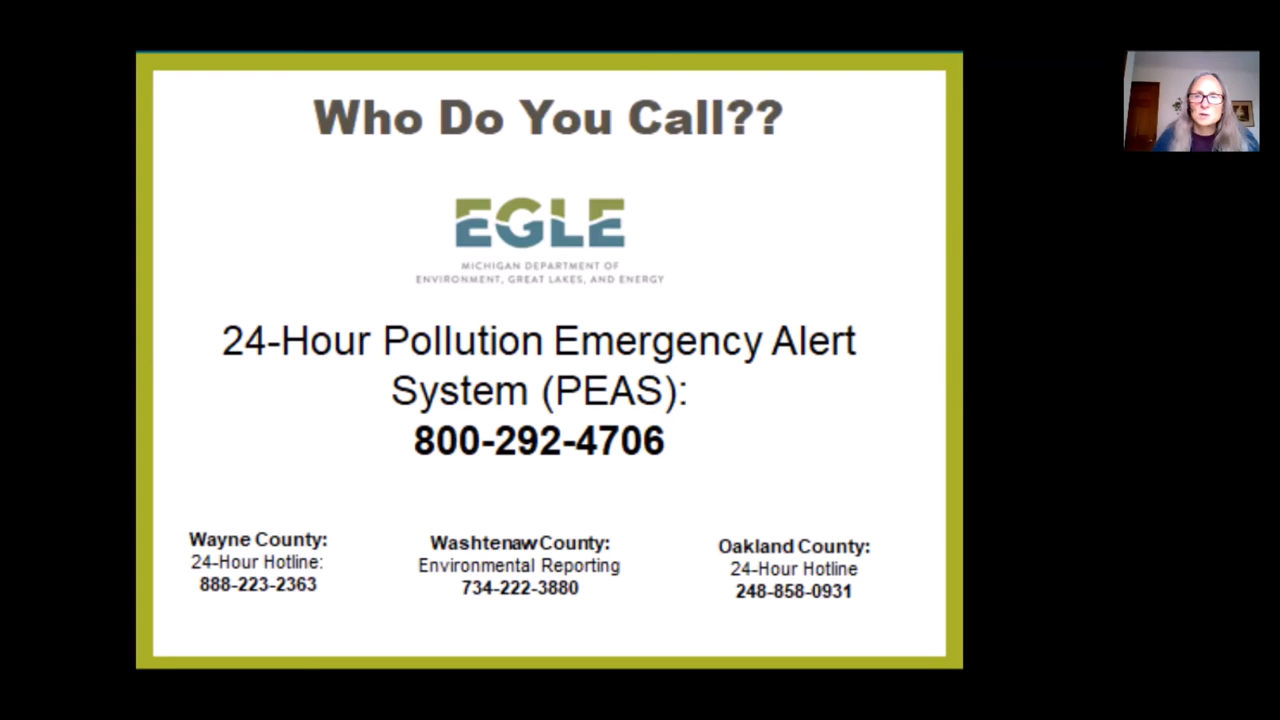 Who Do You Call??
EGLE
MICHIGAN DEPARTMENT OF
ENVIRONMENT, GREAT LAKES, AND ENERGY
24-Hour Pollution Emergency Alert
System (PEAS):
800-292-4706
Wayne County:
24-Hour Hotline:
888-223-2363
Washtenaw County:
Environmental Reporting
734-222-3880
Oakland County:
24-Hour Hotline
248-858-0931